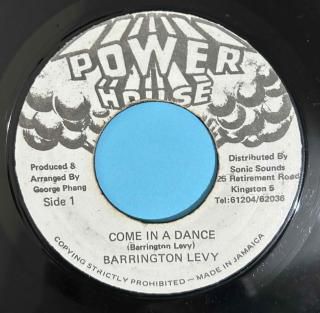 POWER
HOUSE
Produced &
Arranged By
George Phang
Side 1
Distributed By
Sonic Sounds
25 Retirement Road
Kingston 5
Tel:61204/62036
COME IN A DANCE
(Barrington Levy)
BARRINGTON LEVY
COPYING STRICTLY PROHIBITED – MADE IN JAMAICA